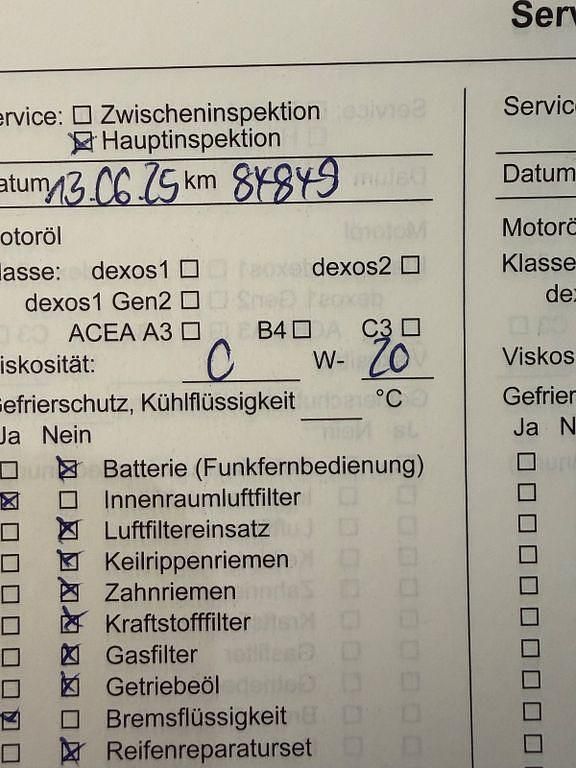 Serv
ervice: ☐ Zwischeninspektion
☒ Hauptinspektion
atum 13.06.25 km 84849
otoröl
lasse: dexos1 ☐ dexos2 ☐
dexos1 Gen2 ☐
ACEA A3 ☐ B4 ☐ C3 ☐
iskosität: 0 W- 20
Gefrierschutz, Kühlflüssigkeit °C
Ja Nein
☐ ☒ Batterie (Funkfernbedienung)
☒ ☐ Innenraumluftfilter
☐ ☒ Luftfiltereinsatz
☐ ☒ Keilrippenriemen
☐ ☒ Zahnriemen
☐ ☒ Kraftstofffilter
☐ ☒ Gasfilter
☐ ☒ Getriebeöl
☒ ☐ Bremsflüssigkeit
☐ ☒ Reifenreparaturset
Service
Datum
Motorö
Klasse
dex
Viskos
Gefrier
Ja N